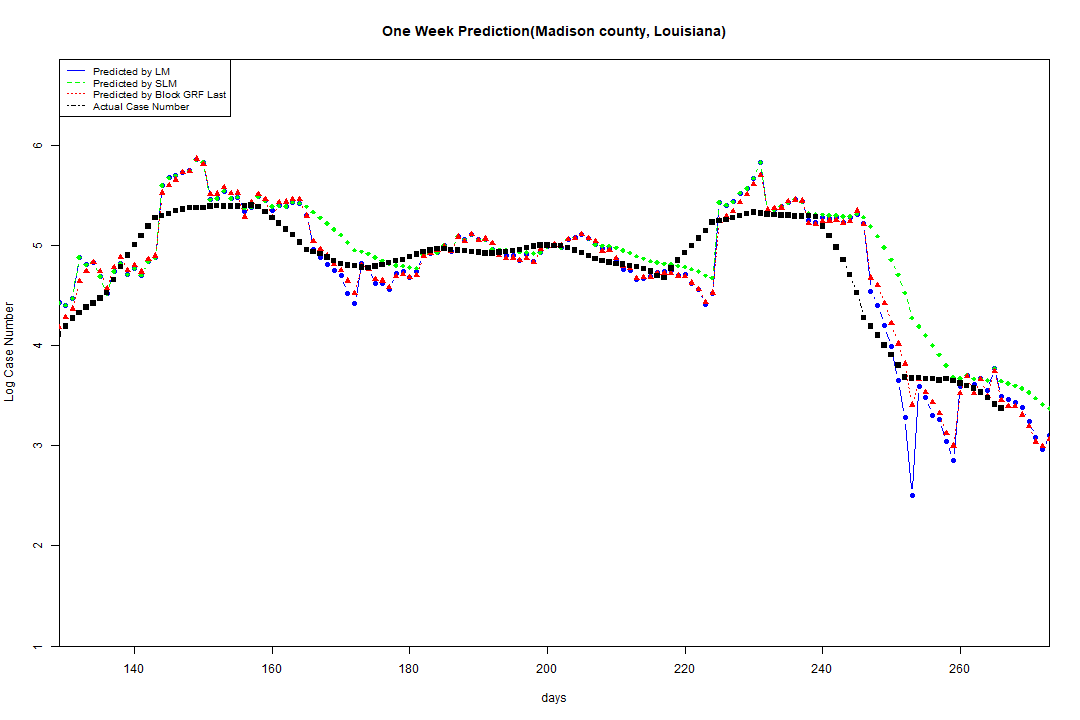 One Week Prediction(Madison county, Louisiana)
Predicted by LM
Predicted by SLM
Predicted by Block GRF Last
Actual Case Number
Log Case Number
6
5
4
3
2
1
140 160 180 200 220 240 260
days